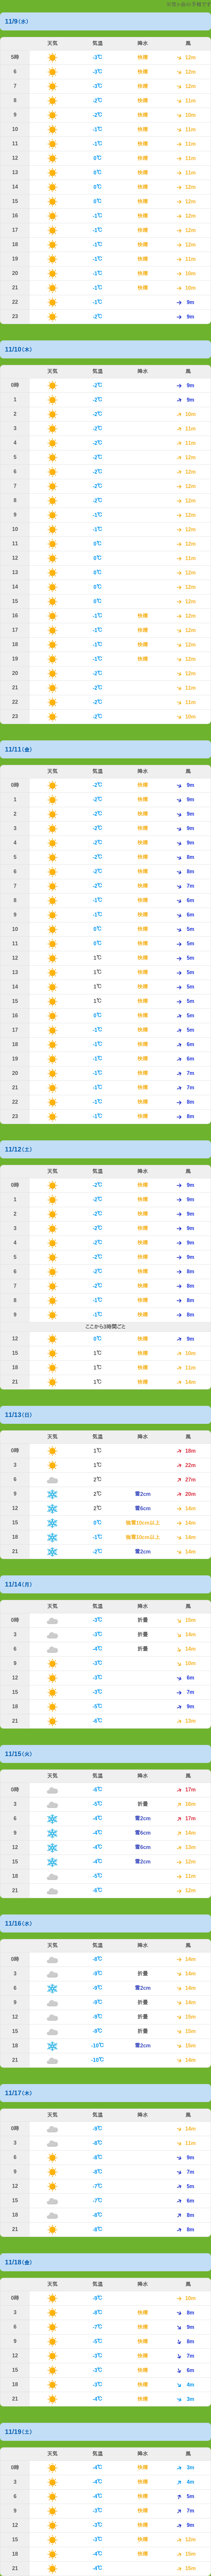 11/9(水)
天気 気温 降水 風
5時 -3℃ 快晴 12m
6 -3℃ 快晴 12m
7 -3℃ 快晴 12m
8 -2℃ 快晴 11m
9 -2℃ 快晴 10m
10 -1℃ 快晴 11m
11 -1℃ 快晴 11m
12 0℃ 快晴 11m
13 0℃ 快晴 11m
14 0℃ 快晴 12m
15 0℃ 快晴 12m
16 -1℃ 快晴 12m
17 -1℃ 快晴 12m
18 -1℃ 快晴 12m
19 -1℃ 快晴 11m
20 -1℃ 快晴 10m
21 -1℃ 快晴 10m
22 -1℃ 9m
23 -2℃ 9m
11/10(木)
天気 気温 降水 風
0時 -2℃ 9m
1 -2℃ 9m
2 -2℃ 10m
3 -2℃ 11m
4 -2℃ 11m
5 -2℃ 12m
6 -2℃ 12m
7 -2℃ 12m
8 -2℃ 12m
9 -1℃ 12m
10 -1℃ 12m
11 0℃ 12m
12 0℃ 11m
13 0℃ 12m
14 0℃ 12m
15 0℃ 12m
16 -1℃ 快晴 12m
17 -1℃ 快晴 12m
18 -1℃ 快晴 12m
19 -1℃ 快晴 11m
20 -2℃ 12m
21 -2℃ 11m
22 -2℃ 11m
23 -2℃ 10m
11/11(金)
天気 気温 降水 風
0時 -2℃ 快晴 9m
1 -2℃ 快晴 9m
2 -2℃ 快晴 9m
3 -2℃ 快晴 9m
4 -2℃ 快晴 9m
5 -2℃ 快晴 8m
6 -2℃ 快晴 8m
7 -2℃ 快晴 7m
8 -1℃ 快晴 6m
9 -1℃ 快晴 6m
10 0℃ 快晴 5m
11 0℃ 快晴 5m
12 1℃ 快晴 5m
13 1℃ 快晴 5m
14 1℃ 快晴 5m
15 1℃ 快晴 5m
16 0℃ 快晴 5m
17 -1℃ 快晴 5m
18 -1℃ 快晴 6m
19 -1℃ 快晴 6m
20 -1℃ 快晴 7m
21 -1℃ 快晴 7m
22 -1℃ 快晴 8m
23 -1℃ 快晴 8m
11/12(土)
天気 気温 降水 風
0時 -2℃ 快晴 9m
1 -2℃ 快晴 9m
2 -2℃ 快晴 9m
3 -2℃ 快晴 9m
4 -2℃ 快晴 9m
5 -2℃ 快晴 9m
6 -2℃ 快晴 8m
7 -2℃ 快晴 8m
8 -1℃ 快晴 8m
9 -1℃ 快晴 8m
ここから3時間ごと
12 0℃ 快晴 9m
15 1℃ 快晴 10m
18 1℃ 快晴 11m
21 1℃ 快晴 14m
11/13(日)
天気 気温 降水 風
0時 1℃ 18m
3 1℃ 22m
6 2℃ 27m
9 2℃ 雪2cm 20m
12 2℃ 雪6cm 14m
15 0℃ 強雪10cm以上 14m
18 -1℃ 強雪10cm以上 14m
21 -2℃ 雪2cm 14m
11/14(月)
天気 気温 降水 風
0時 -3℃ 折曇 15m
3 -3℃ 折曇 14m
6 -4℃ 折曇 14m
9 -3℃ 10m
12 -3℃ 6m
15 -3℃ 7m
18 -5℃ 9m
21 -6℃ 13m
11/15(火)
天気 気温 降水 風
0時 -6℃ 17m
3 -5℃ 折曇 16m
6 -4℃ 雪2cm 17m
9 -4℃ 雪6cm 14m
12 -4℃ 雪6cm 13m
15 -4℃ 雪2cm 12m
18 -5℃ 11m
21 -6℃ 12m
11/16(水)
天気 気温 降水 風
0時 -8℃ 14m
3 -9℃ 折曇 14m
6 -9℃ 雪2cm 14m
9 -9℃ 折曇 14m
12 -9℃ 折曇 15m
15 -9℃ 折曇 15m
18 -10℃ 雪2cm 15m
21 -10℃ 14m
11/17(木)
天気 気温 降水 風
0時 -9℃ 14m
3 -8℃ 11m
6 -8℃ 9m
9 -8℃ 7m
12 -7℃ 5m
15 -7℃ 6m
18 -8℃ 8m
21 -8℃ 8m
11/18(金)
天気 気温 降水 風
0時 -9℃ 10m
3 -8℃ 快晴 8m
6 -7℃ 快晴 9m
9 -5℃ 快晴 8m
12 -3℃ 快晴 7m
15 -3℃ 快晴 6m
18 -3℃ 快晴 4m
21 -4℃ 快晴 3m
11/19(土)
天気 気温 降水 風
0時 -4℃ 快晴 3m
3 -4℃ 快晴 4m
6 -4℃ 快晴 5m
9 -3℃ 快晴 7m
12 -3℃ 快晴 9m
15 -3℃ 快晴 12m
18 -4℃ 快晴 15m
21 -4℃ 15m